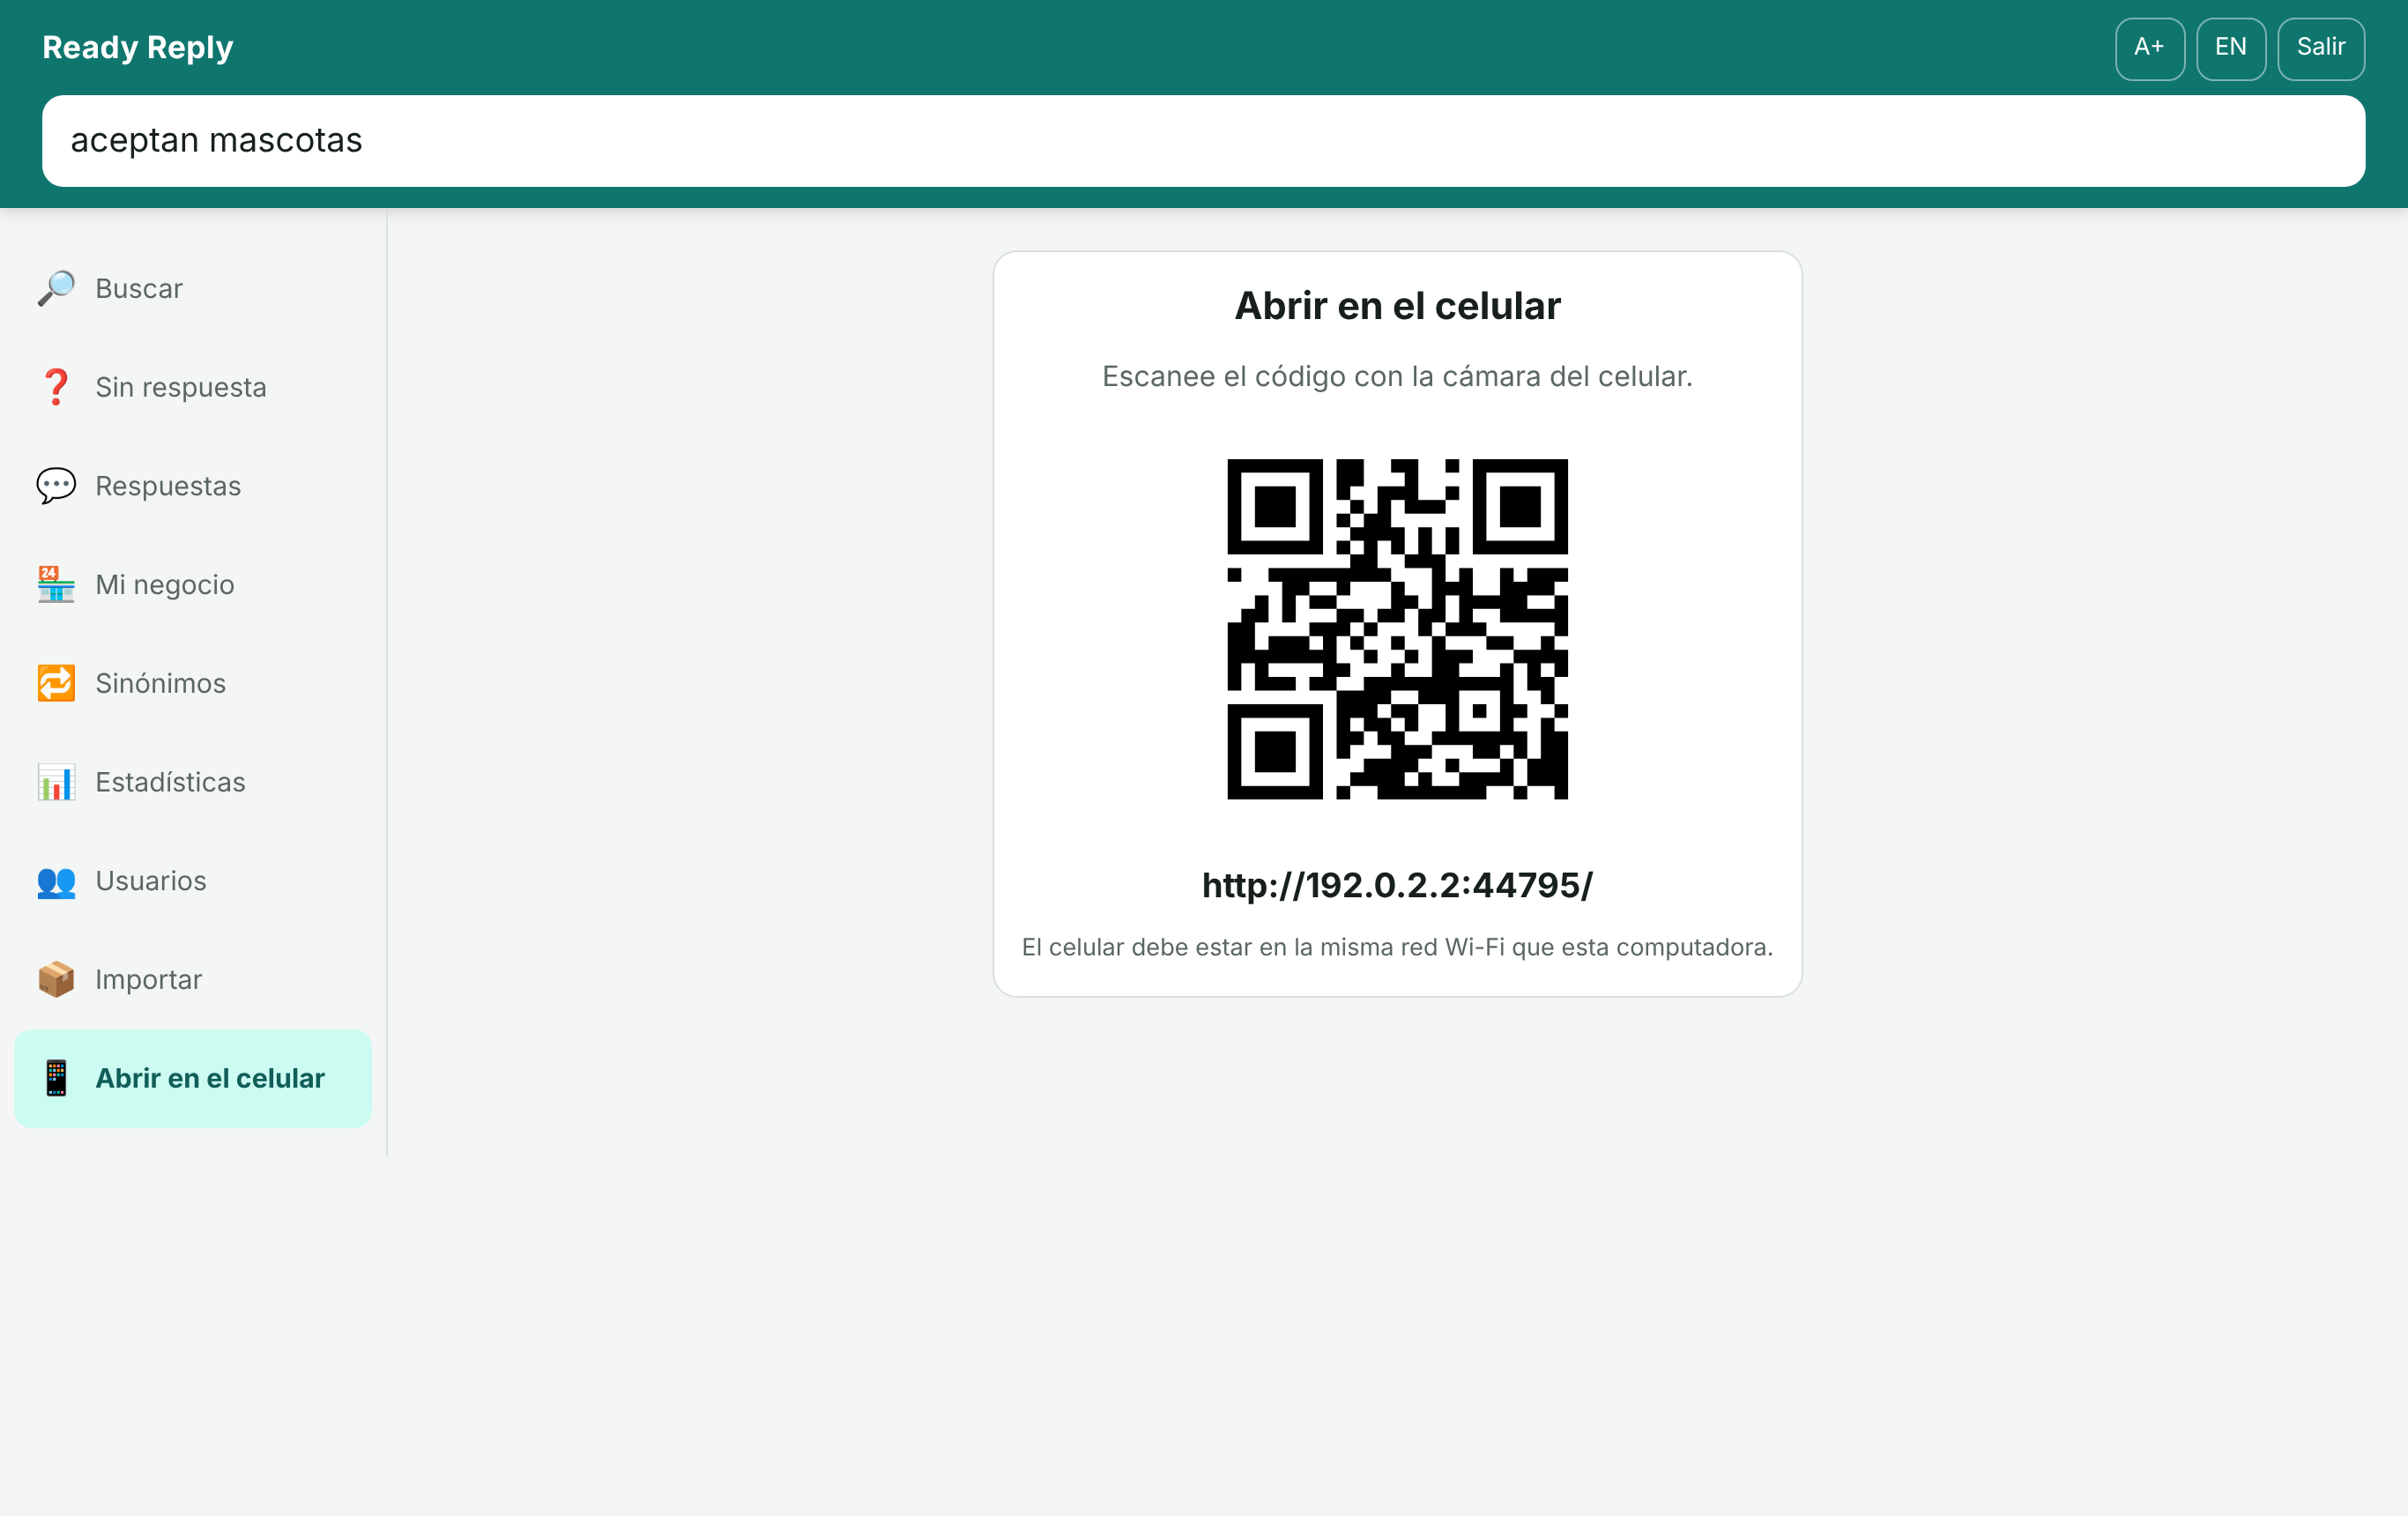 Ready Reply
A+
EN
Salir
aceptan mascotas
Buscar
Sin respuesta
Respuestas
Mi negocio
Sinónimos
Estadísticas
Usuarios
Importar
Abrir en el celular
Abrir en el celular
Escanee el código con la cámara del celular.
http://192.0.2.2:44795/
El celular debe estar en la misma red Wi-Fi que esta computadora.